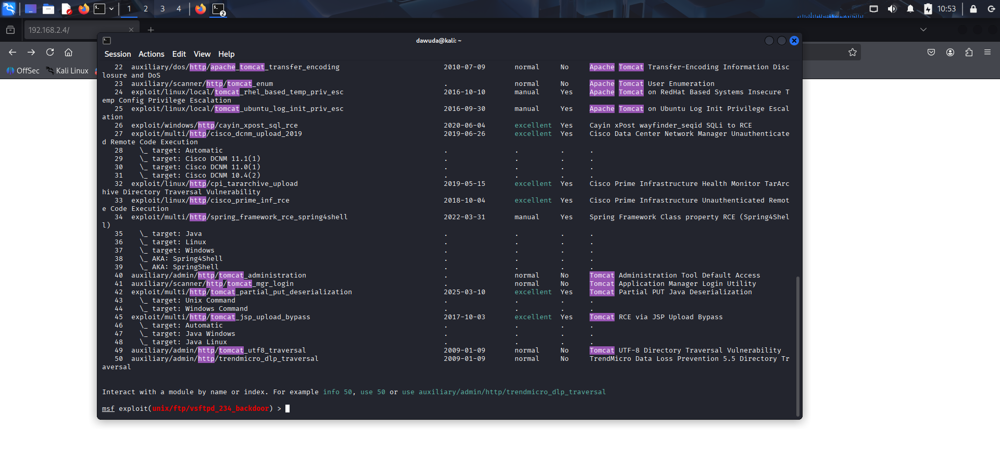 1 2 3 4 2 10:53
192.168.2.4/
dawuda@kali: ~
Session Actions Edit View Help
OffSec Kali Linux
22 auxiliary/dos/http/apache_tomcat_transfer_encoding 2010-07-09 normal No Apache Tomcat Transfer-Encoding Information Disc
losure and DoS
23 auxiliary/scanner/http/tomcat_enum . normal No Apache Tomcat User Enumeration
24 exploit/linux/local/tomcat_rhel_based_temp_priv_esc 2016-10-10 manual Yes Apache Tomcat on RedHat Based Systems Insecure T
emp Config Privilege Escalation
25 exploit/linux/local/tomcat_ubuntu_log_init_priv_esc 2016-09-30 manual Yes Apache Tomcat on Ubuntu Log Init Privilege Escal
ation
26 exploit/windows/http/cayin_xpost_sql_rce 2020-06-04 excellent Yes Cayin xPost wayfinder_seqid SQLi to RCE
27 exploit/multi/http/cisco_dcnm_upload_2019 2019-06-26 excellent Yes Cisco Data Center Network Manager Unauthenticate
d Remote Code Execution
28 \_ target: Automatic . . . .
29 \_ target: Cisco DCNM 11.1(1) . . . .
30 \_ target: Cisco DCNM 11.0(1) . . . .
31 \_ target: Cisco DCNM 10.4(2) . . . .
32 exploit/linux/http/cpi_tararchive_upload 2019-05-15 excellent Yes Cisco Prime Infrastructure Health Monitor TarArc
hive Directory Traversal Vulnerability
33 exploit/linux/http/cisco_prime_inf_rce 2018-10-04 excellent Yes Cisco Prime Infrastructure Unauthenticated Remot
e Code Execution
34 exploit/multi/http/spring_framework_rce_spring4shell 2022-03-31 manual Yes Spring Framework Class property RCE (Spring4Shel
l)
35 \_ target: Java . . . .
36 \_ target: Linux . . . .
37 \_ target: Windows . . . .
38 \_ AKA: Spring4Shell . . . .
39 \_ AKA: SpringShell . . . .
40 auxiliary/admin/http/tomcat_administration . normal No Tomcat Administration Tool Default Access
41 auxiliary/scanner/http/tomcat_mgr_login . normal No Tomcat Application Manager Login Utility
42 exploit/multi/http/tomcat_partial_put_deserialization 2025-03-10 excellent Yes Tomcat Partial PUT Java Deserialization
43 \_ target: Unix Command . . . .
44 \_ target: Windows Command . . . .
45 exploit/multi/http/tomcat_jsp_upload_bypass 2017-10-03 excellent Yes Tomcat RCE via JSP Upload Bypass
46 \_ target: Automatic . . . .
47 \_ target: Java Windows . . . .
48 \_ target: Java Linux . . . .
49 auxiliary/admin/http/tomcat_utf8_traversal 2009-01-09 normal No Tomcat UTF-8 Directory Traversal Vulnerability
50 auxiliary/admin/http/trendmicro_dlp_traversal 2009-01-09 normal No TrendMicro Data Loss Prevention 5.5 Directory Tr
aversal
Interact with a module by name or index. For example info 50, use 50 or use auxiliary/admin/http/trendmicro_dlp_traversal
msf exploit(unix/ftp/vsftpd_234_backdoor) >